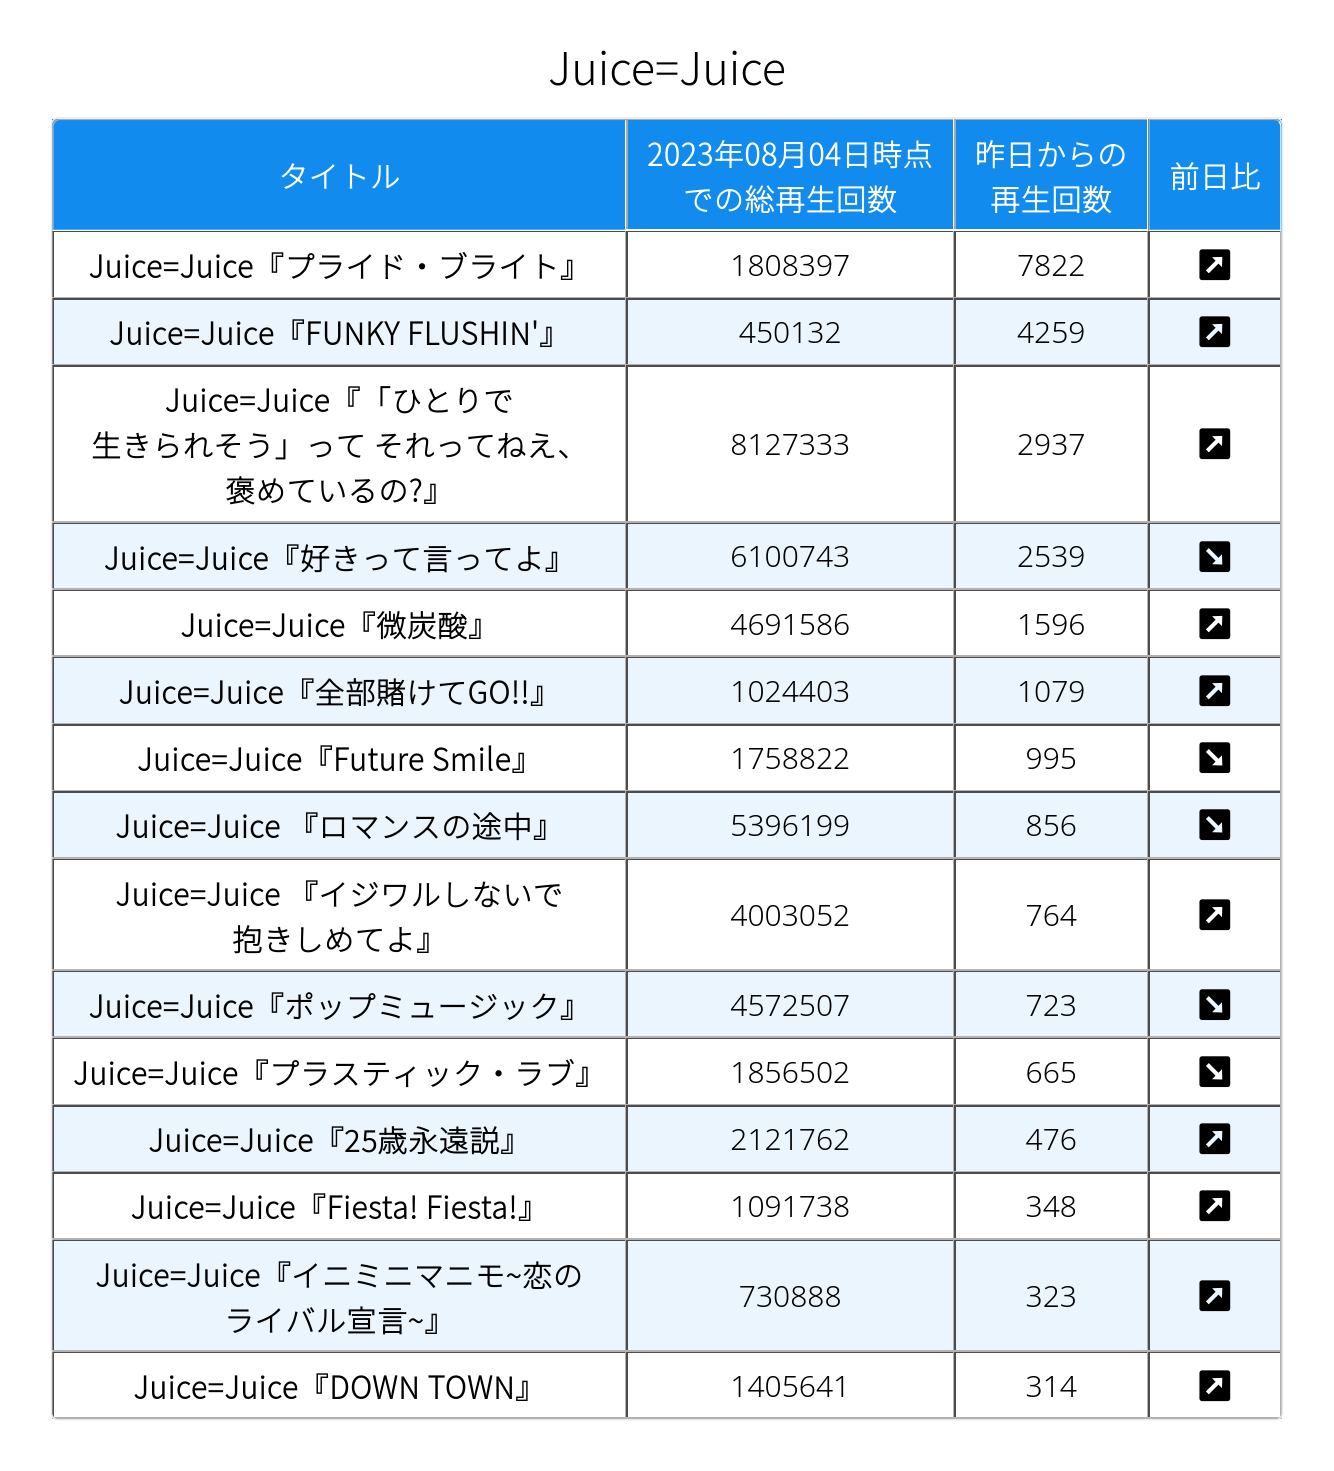 Juice=Juice
タイトル
2023年08月04日時点
での総再生回数
昨日からの
再生回数
前日比
Juice=Juice『プライド・ブライト』 1808397 7822
Juice=Juice『FUNKY FLUSHIN'』 450132 4259
Juice=Juice『「ひとりで
生きられそう」って それってねえ、
褒めているの?』 8127333 2937
Juice=Juice『好きって言ってよ』 6100743 2539
Juice=Juice『微炭酸』 4691586 1596
Juice=Juice『全部賭けてGO!!』 1024403 1079
Juice=Juice『Future Smile』 1758822 995
Juice=Juice 『ロマンスの途中』 5396199 856
Juice=Juice 『イジワルしないで
抱きしめてよ』 4003052 764
Juice=Juice『ポップミュージック』 4572507 723
Juice=Juice『プラスティック・ラブ』 1856502 665
Juice=Juice『25歳永遠説』 2121762 476
Juice=Juice『Fiesta! Fiesta!』 1091738 348
Juice=Juice『イニミニマニモ~恋の
ライバル宣言~』 730888 323
Juice=Juice『DOWN TOWN』 1405641 314